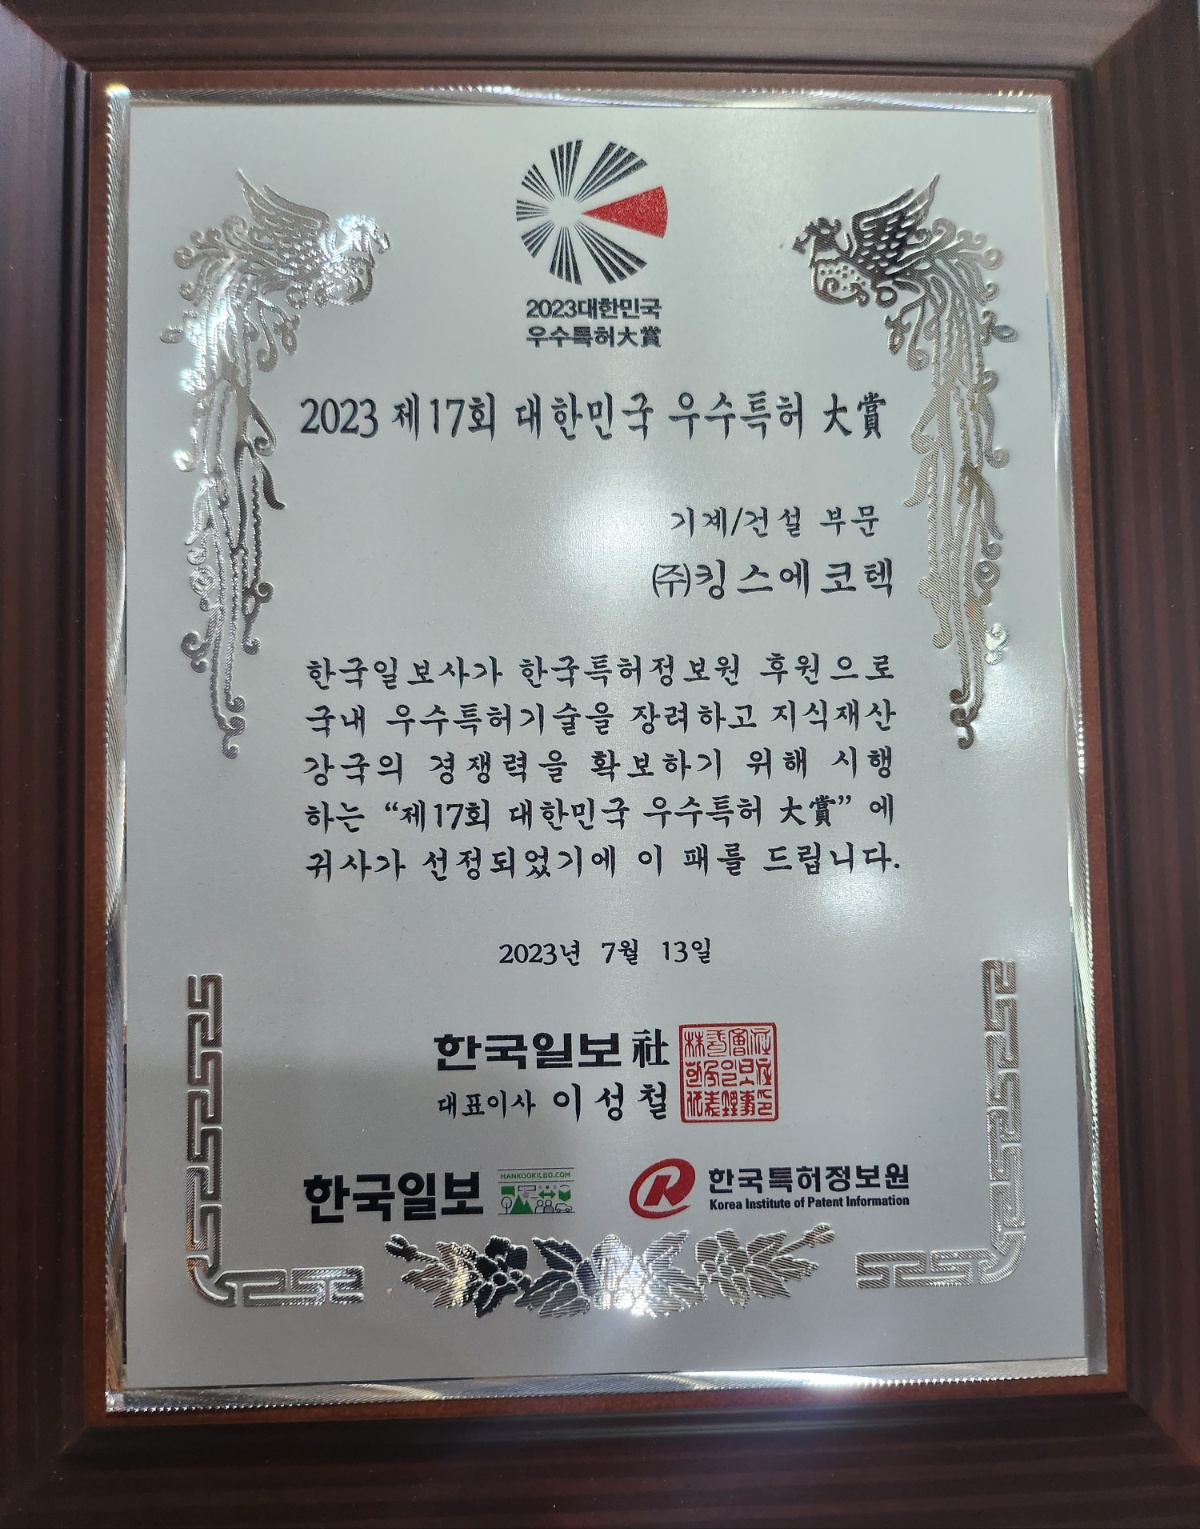 2023대한민국
우수특허大賞
2023 제17회 대한민국 우수특허 大賞
기계/건설 부문
㈜킹스에코텍
한국일보사가 한국특허정보원 후원으로
국내 우수특허기술을 장려하고 지식재산
강국의 경쟁력을 확보하기 위해 시행
하는 “제17회 대한민국 우수특허 大賞” 에
귀사가 선정되었기에 이 패를 드립니다.
2023년 7월 13일
한국일보社
대표이사 이성철
한국일보
HANKOOKILBO.COM
R
한국특허정보원
Korea Institute of Patent Information